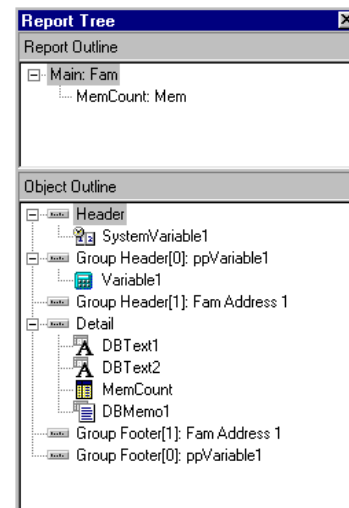 Report Tree
Report Outline
Main: Fam
MemCount: Mem
Object Outline
Header
SystemVariable1
Group Header[0]: ppVariable1
Variable1
Group Header[1]: Fam Address 1
Detail
DBText1
DBText2
MemCount
DBMemo1
Group Footer[1]: Fam Address 1
Group Footer[0]: ppVariable1